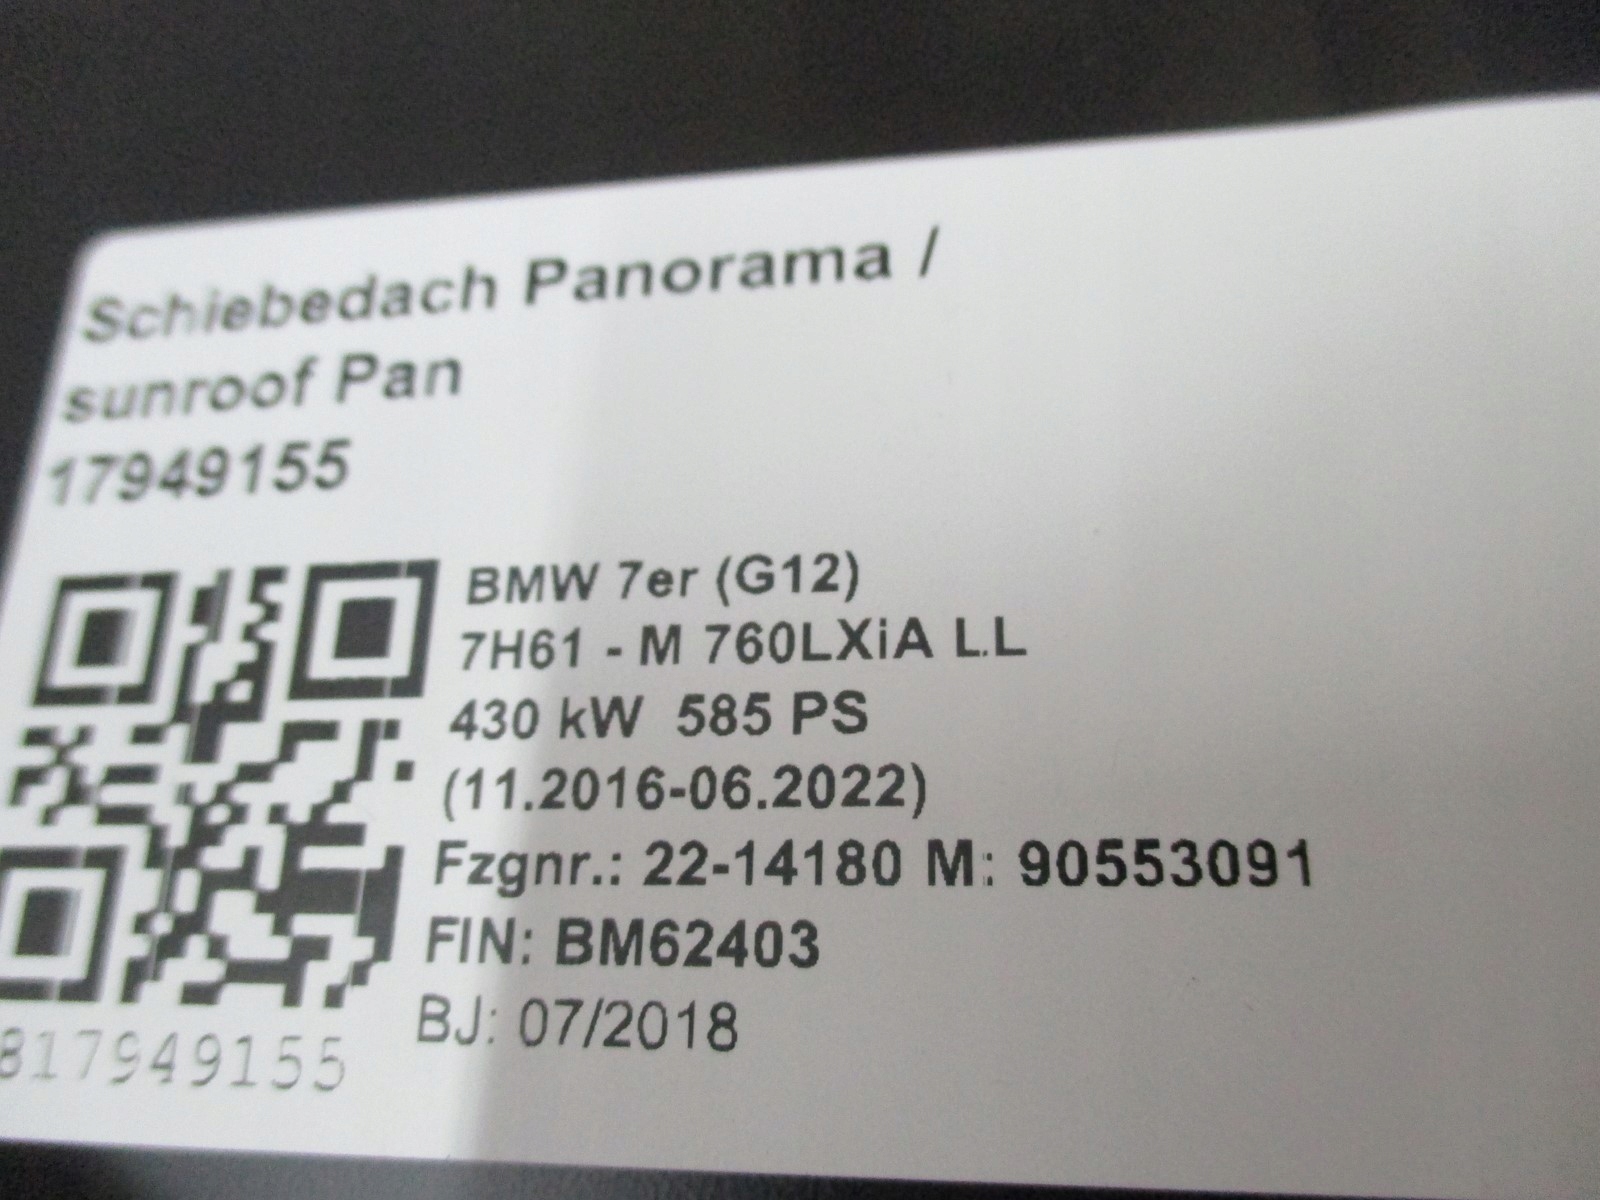 Schiebedach Panorama /
sunroof Pan
17949155
BMW 7er (G12)
7H61 - M 760LXiA L.L
430 kW 585 PS
(11.2016-06.2022)
Fzgnr.: 22-14180 M: 90553091
FIN: BM62403
BJ: 07/2018
817949155